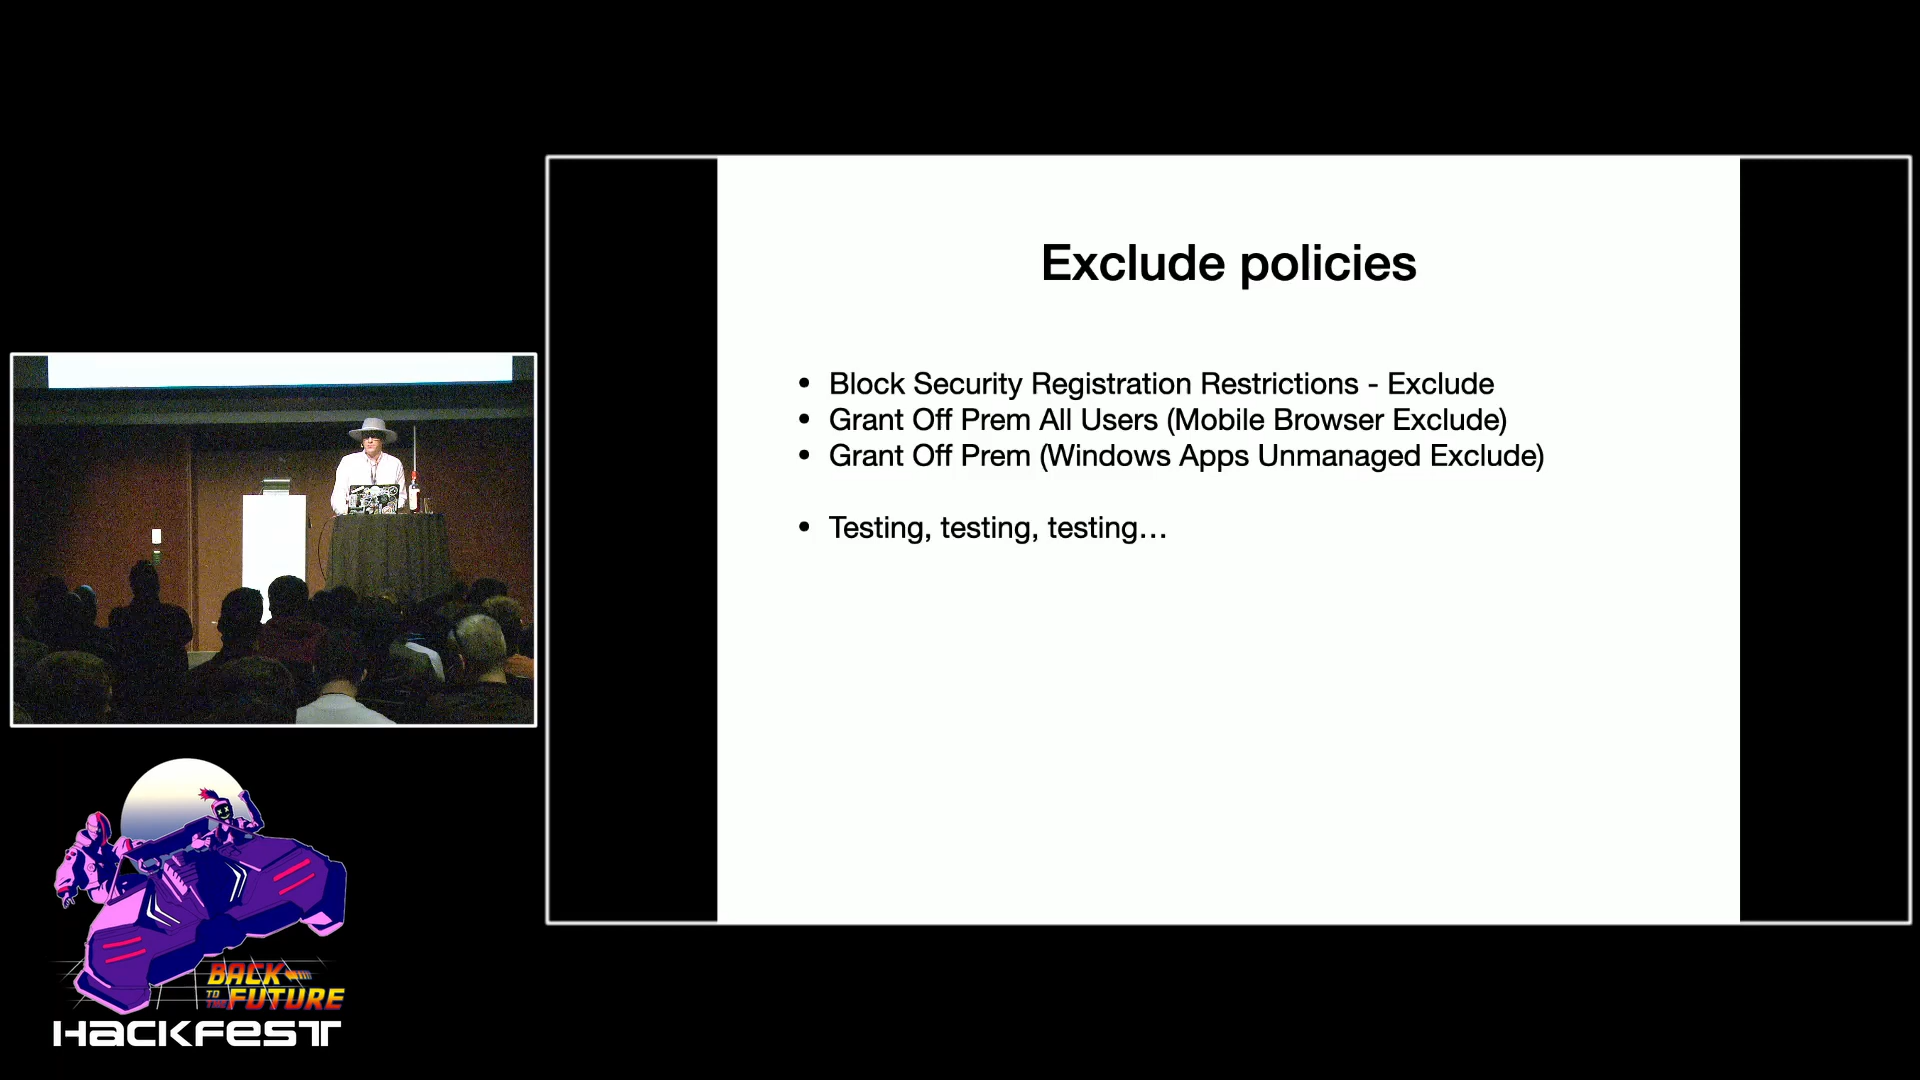 Exclude policies
• Block Security Registration Restrictions - Exclude
• Grant Off Prem All Users (Mobile Browser Exclude)
• Grant Off Prem (Windows Apps Unmanaged Exclude)
• Testing, testing, testing…
BACK
TO THE FUTURE
HACKFEST